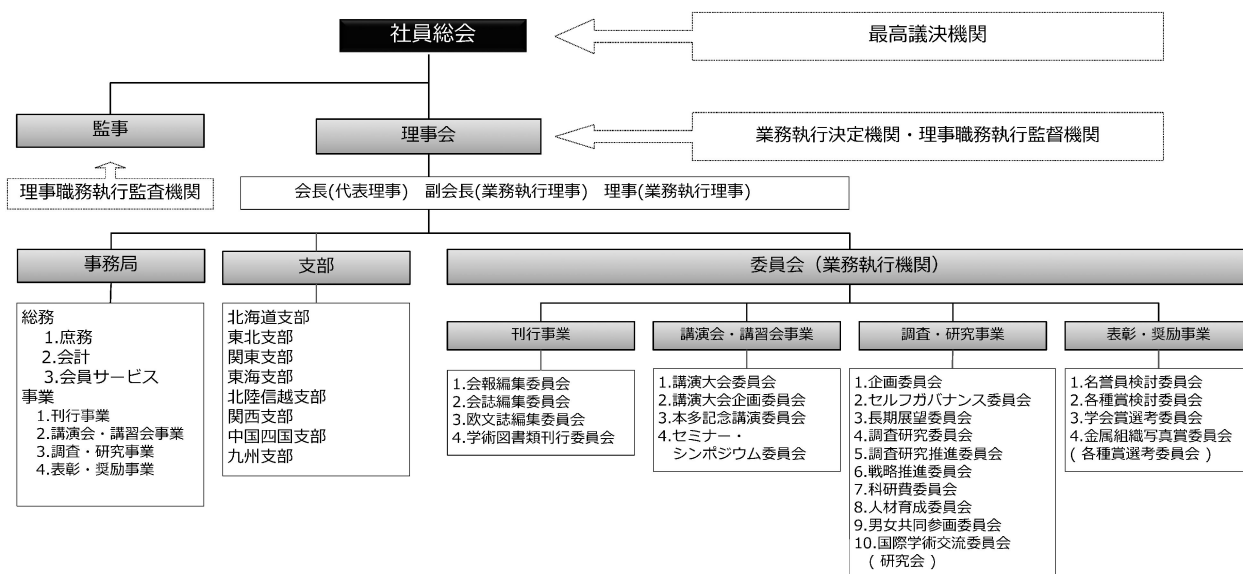 社員総会
最高議決機関
監事
理事会
業務執行決定機関・理事職務執行監督機関
理事職務執行監査機関
会長(代表理事) 副会長(業務執行理事) 理事(業務執行理事)
事務局
支部
委員会（業務執行機関）
総務
1.庶務
2.会計
3.会員サービス
事業
1.刊行事業
2.講演会・講習会事業
3.調査・研究事業
4.表彰・奨励事業
北海道支部
東北支部
関東支部
東海支部
北陸信越支部
関西支部
中国四国支部
九州支部
刊行事業
1.会報編集委員会
2.会誌編集委員会
3.欧文誌編集委員会
4.学術図書類刊行委員会
講演会・講習会事業
1.講演大会委員会
2.講演大会企画委員会
3.本多記念講演委員会
4.セミナー・
シンポジウム委員会
調査・研究事業
1.企画委員会
2.セルフガバナンス委員会
3.長期展望委員会
4.調査研究委員会
5.調査研究推進委員会
6.戦略推進委員会
7.科研費委員会
8.人材育成委員会
9.男女共同参画委員会
10.国際学術交流委員会
( 研究会 )
表彰・奨励事業
1.名誉員検討委員会
2.各種賞検討委員会
3.学会賞選考委員会
4.金属組織写真賞委員会
( 各種賞選考委員会 )